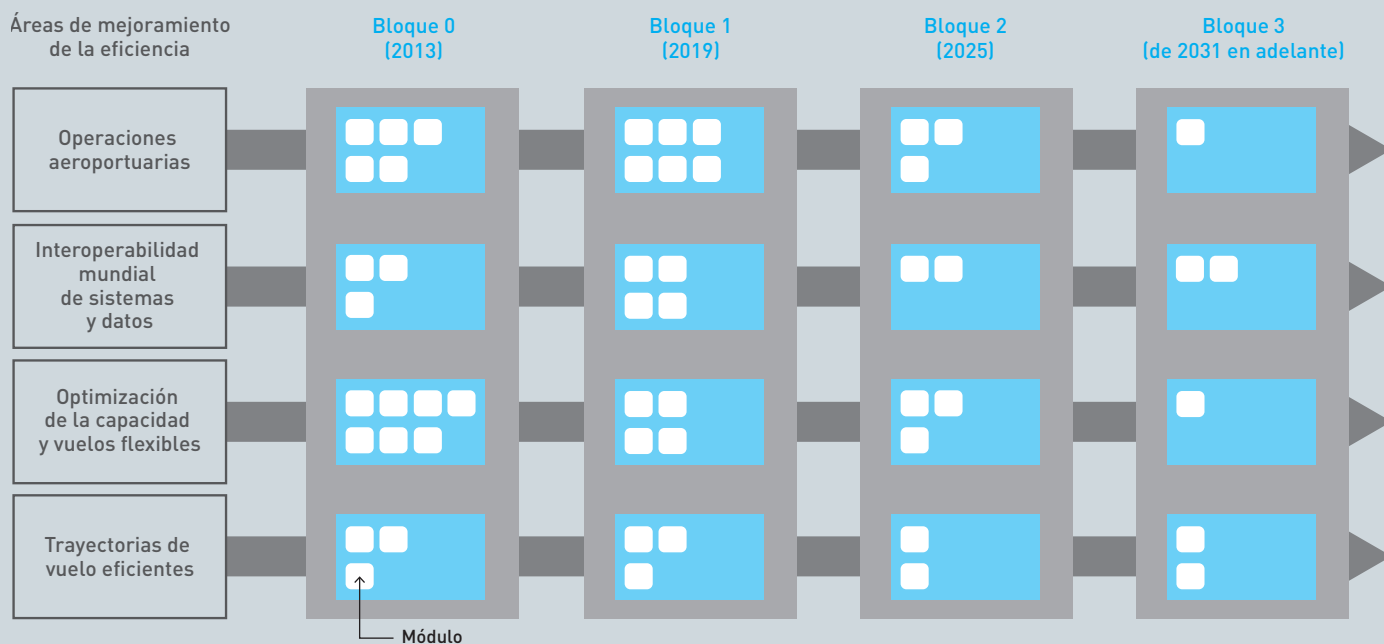 Áreas de mejoramiento
de la eficiencia
Bloque 0
(2013)
Bloque 1
(2019)
Bloque 2
(2025)
Bloque 3
(de 2031 en adelante)
Operaciones
aeroportuarias
Interoperabilidad
mundial
de sistemas
y datos
Optimización
de la capacidad
y vuelos flexibles
Trayectorias de
vuelo eficientes
Módulo